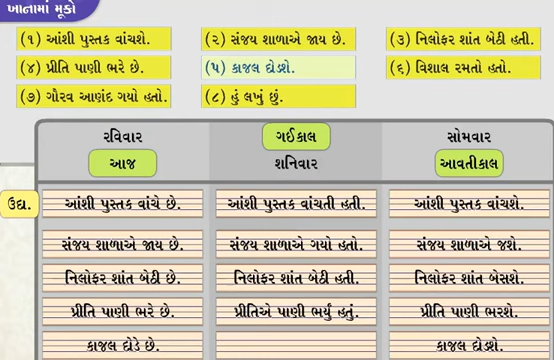 ખાનામાં મૂકો
(૧) આંશી પુસ્તક વાંચશે. (૨) સંજય શાળાએ જાય છે. (૩) નિલોફર શાંત બેઠી હતી.
(૪) પ્રીતિ પાણી ભરે છે. (૫) કાજલ દોડશે. (૬) વિશાલ રમતો હતો.
(૭) ગૌરવ આણંદ ગયો હતો. (૮) હું લખું છું.
રવિવાર ગઈકાલ સોમવાર
આજ શનિવાર આવતીકાલ
ઉદા. આંશી પુસ્તક વાંચે છે. આંશી પુસ્તક વાંચતી હતી. આંશી પુસ્તક વાંચશે.
સંજય શાળાએ જાય છે. સંજય શાળાએ ગયો હતો. સંજય શાળાએ જશે.
નિલોફર શાંત બેઠી છે. નિલોફર શાંત બેઠી હતી. નિલોફર શાંત બેસશે.
પ્રીતિ પાણી ભરે છે. પ્રીતિએ પાણી ભર્યું હતું. પ્રીતિ પાણી ભરશે.
કાજલ દોડે છે. કાજલ દોડશે.